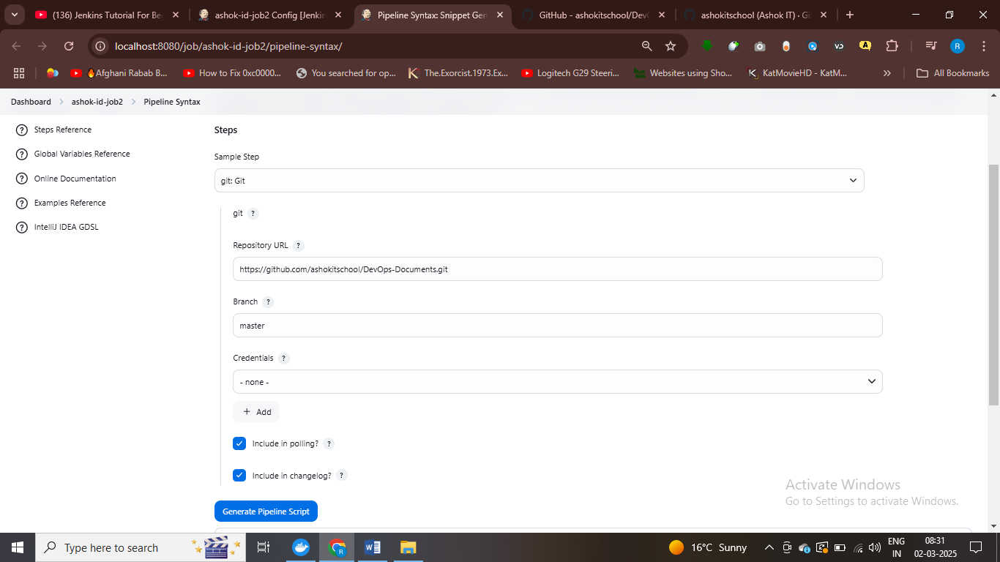 (136) Jenkins Tutorial For Be
ashok-id-job2 Config [Jenkin
Pipeline Syntax: Snippet Gen
GitHub - ashokitschool/DevO
ashokitschool (Ashok IT) · Gi
localhost:8080/job/ashok-id-job2/pipeline-syntax/
R
🔥Afghani Rabab B...
How to Fix 0xc0000...
You searched for op...
The.Exorcist.1973.Ex...
Logitech G29 Steeri...
Websites using Sho...
KatMovieHD - KatM...
All Bookmarks
Dashboard > ashok-id-job2 > Pipeline Syntax
Steps Reference
Global Variables Reference
Online Documentation
Examples Reference
IntelliJ IDEA GDSL
Steps
Sample Step
git: Git
git ?
Repository URL ?
https://github.com/ashokitschool/DevOps-Documents.git
Branch ?
master
Credentials ?
- none -
+ Add
Include in polling? ?
Include in changelog? ?
Generate Pipeline Script
Activate Windows
Go to Settings to activate Windows.
Type here to search
16°C Sunny
ENG
IN
08:31
02-03-2025